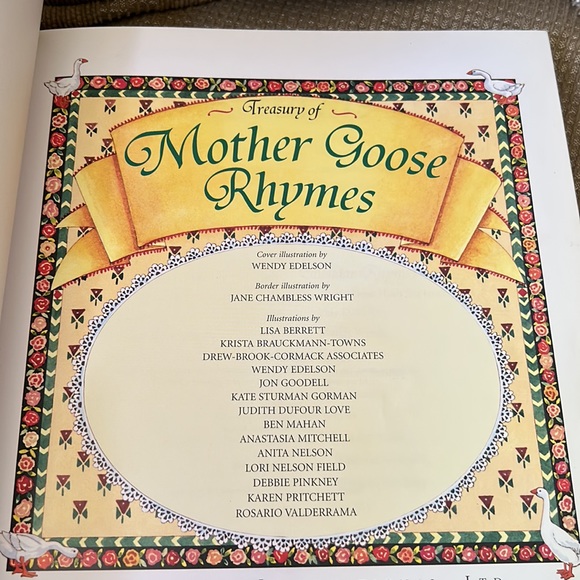 Treasury of
Mother Goose
Rhymes
Cover illustration by
WENDY EDELSON
Border illustration by
JANE CHAMBLESS WRIGHT
Illustrations by
LISA BERRETT
KRISTA BRAUCKMANN-TOWNS
DREW-BROOK-CORMACK ASSOCIATES
WENDY EDELSON
JON GOODELL
KATE STURMAN GORMAN
JUDITH DUFOUR LOVE
BEN MAHAN
ANASTASIA MITCHELL
ANITA NELSON
LORI NELSON FIELD
DEBBIE PINKNEY
KAREN PRITCHETT
ROSARIO VALDERRAMA